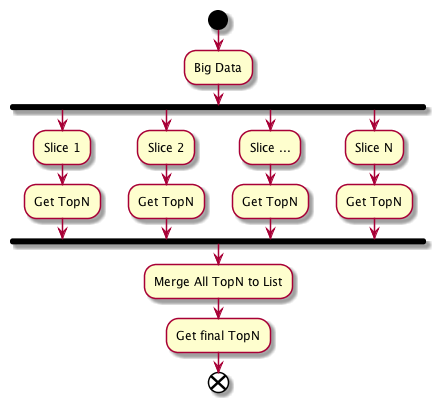 Big Data
Slice 1
Slice 2
Slice ...
Slice N
Get TopN
Get TopN
Get TopN
Get TopN
Merge All TopN to List
Get final TopN